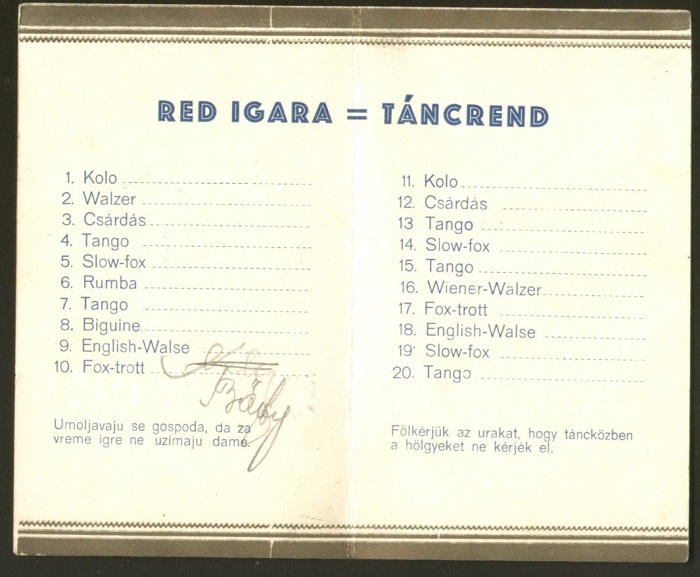 RED IGARA = TÁNCREND
1. Kolo
2. Walzer
3. Csárdás
4. Tango
5. Slow-fox
6. Rumba
7. Tango
8. Biguine
9. English-Walse
10. Fox-trott
Bäby
Umoljavaju se gospoda, da za
vreme igre ne uzimaju dame.
11. Kolo
12. Csárdás
13 Tango
14. Slow-fox
15. Tango
16. Wiener-Walzer
17. Fox-trott
18. English-Walse
19. Slow-fox
20. Tango
Fölkérjük az urakat, hogy táncközben
a hölgyeket ne kérjék el.